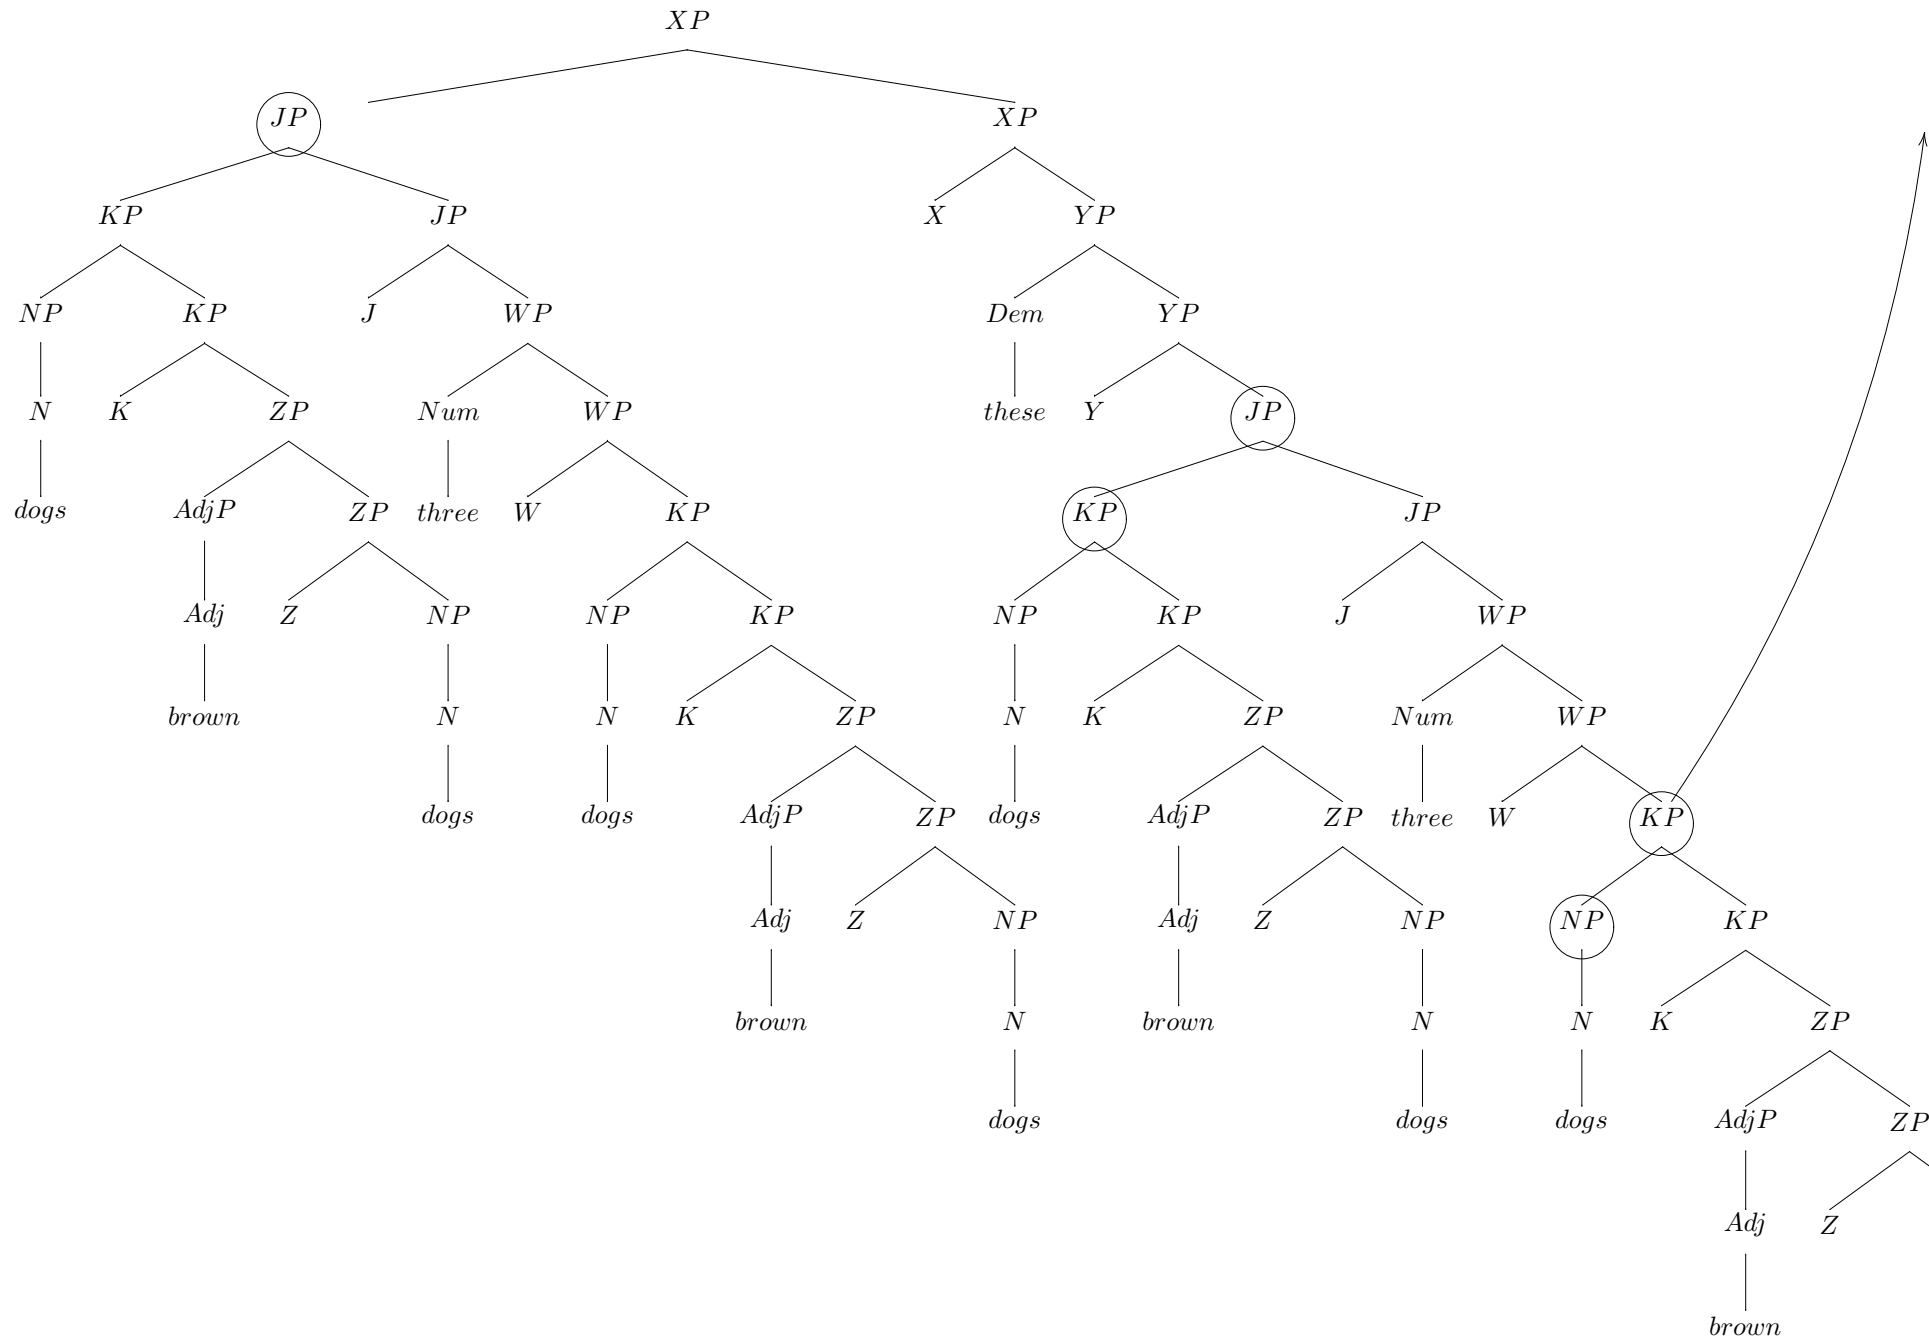 XP
JP XP
KP JP X YP
NP KP J WP Dem YP
N K ZP Num WP these Y JP
dogs AdjP ZP three W KP KP JP
Adj Z NP NP KP NP KP J WP
brown N N K ZP N K ZP Num WP
dogs dogs AdjP ZP dogs AdjP ZP three W KP
Adj Z NP Adj Z NP NP KP
brown N brown N N K ZP
dogs dogs dogs AdjP ZP
Adj Z
brown